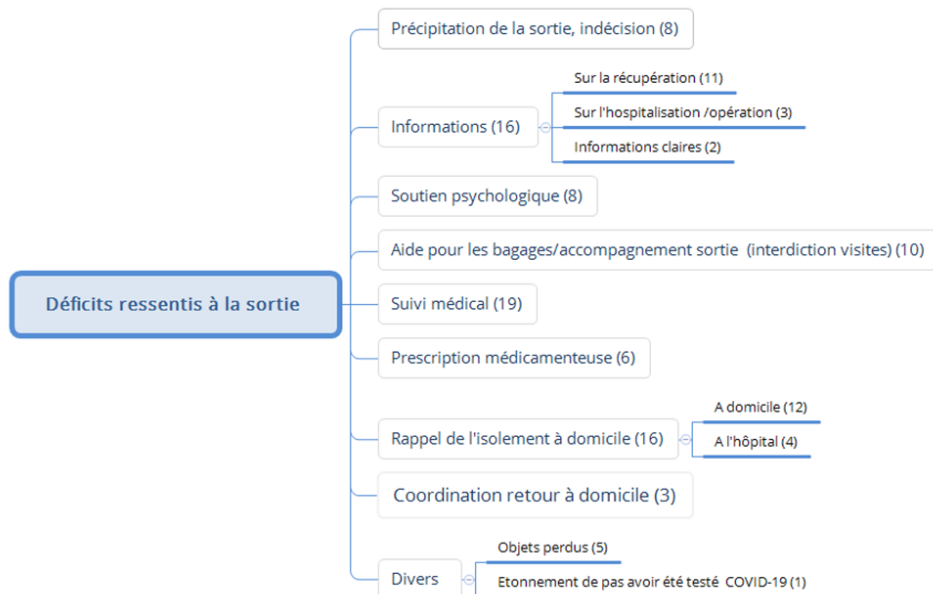 Déficits ressentis à la sortie
Précipitation de la sortie, indécision (8)
Informations (16)
Sur la récupération (11)
Sur l'hospitalisation /opération (3)
Informations claires (2)
Soutien psychologique (8)
Aide pour les bagages/accompagnement sortie (interdiction visites) (10)
Suivi médical (19)
Prescription médicamenteuse (6)
Rappel de l'isolement à domicile (16)
A domicile (12)
A l'hôpital (4)
Coordination retour à domicile (3)
Divers
Objets perdus (5)
Etonnement de pas avoir été testé COVID-19 (1)